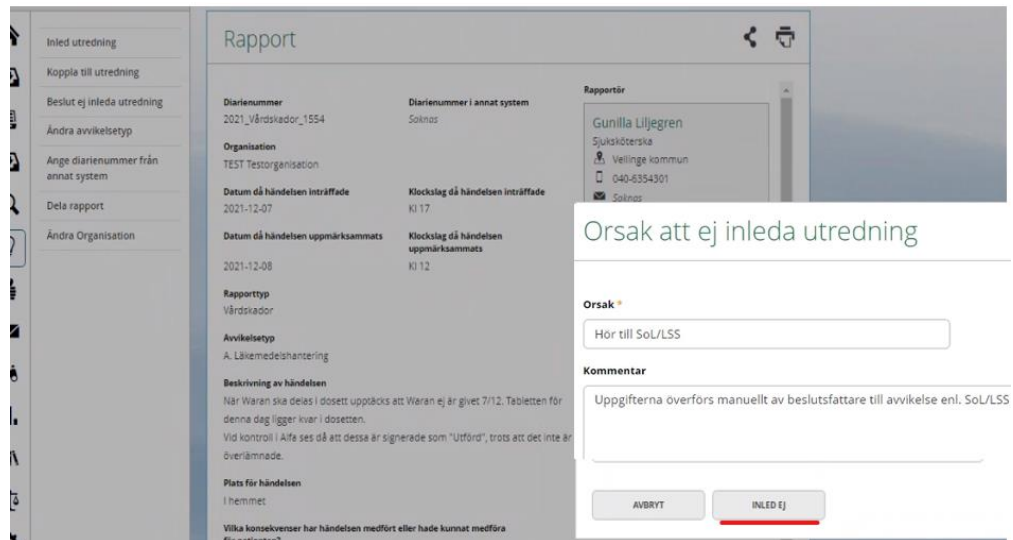 Inled utredning
Koppla till utredning
Beslut ej inleda utredning
Ändra avvikelsetyp
Ange diarienummer från
annat system
Dela rapport
Ändra Organisation
Rapport
Diarienummer
2021_Vårdskador_1554
Diarienummer i annat system
Saknas
Organisation
TEST Testorganisation
Datum då händelsen inträffade
2021-12-07
Klockslag då händelsen inträffade
Kl 17
Datum då händelsen uppmärksammats
2021-12-08
Klockslag då händelsen
uppmärksammats
Kl 12
Rapporttyp
Vårdskador
Avvikelsetyp
A. Läkemedelshantering
Beskrivning av händelsen
När Waran ska delas i dosett upptäcks att Waran ej är givet 7/12. Tabletten för
denna dag ligger kvar i dosetten.
Vid kontroll i Alfa ses då att dessa är signerade som "Utförd", trots att det inte är
överlämnade.
Plats för händelsen
I hemmet
Vilka konsekvenser har händelsen medfört eller hade kunnat medföra
Rapportör
Gunilla Liljegren
Sjuksköterska
Vellinge kommun
040-6354301
Saknas
Orsak att ej inleda utredning
Orsak *
Hör till SoL/LSS
Kommentar
Uppgifterna överförs manuellt av beslutsfattare till avvikelse enl. SoL/LSS
AVBRYT
INLED EJ